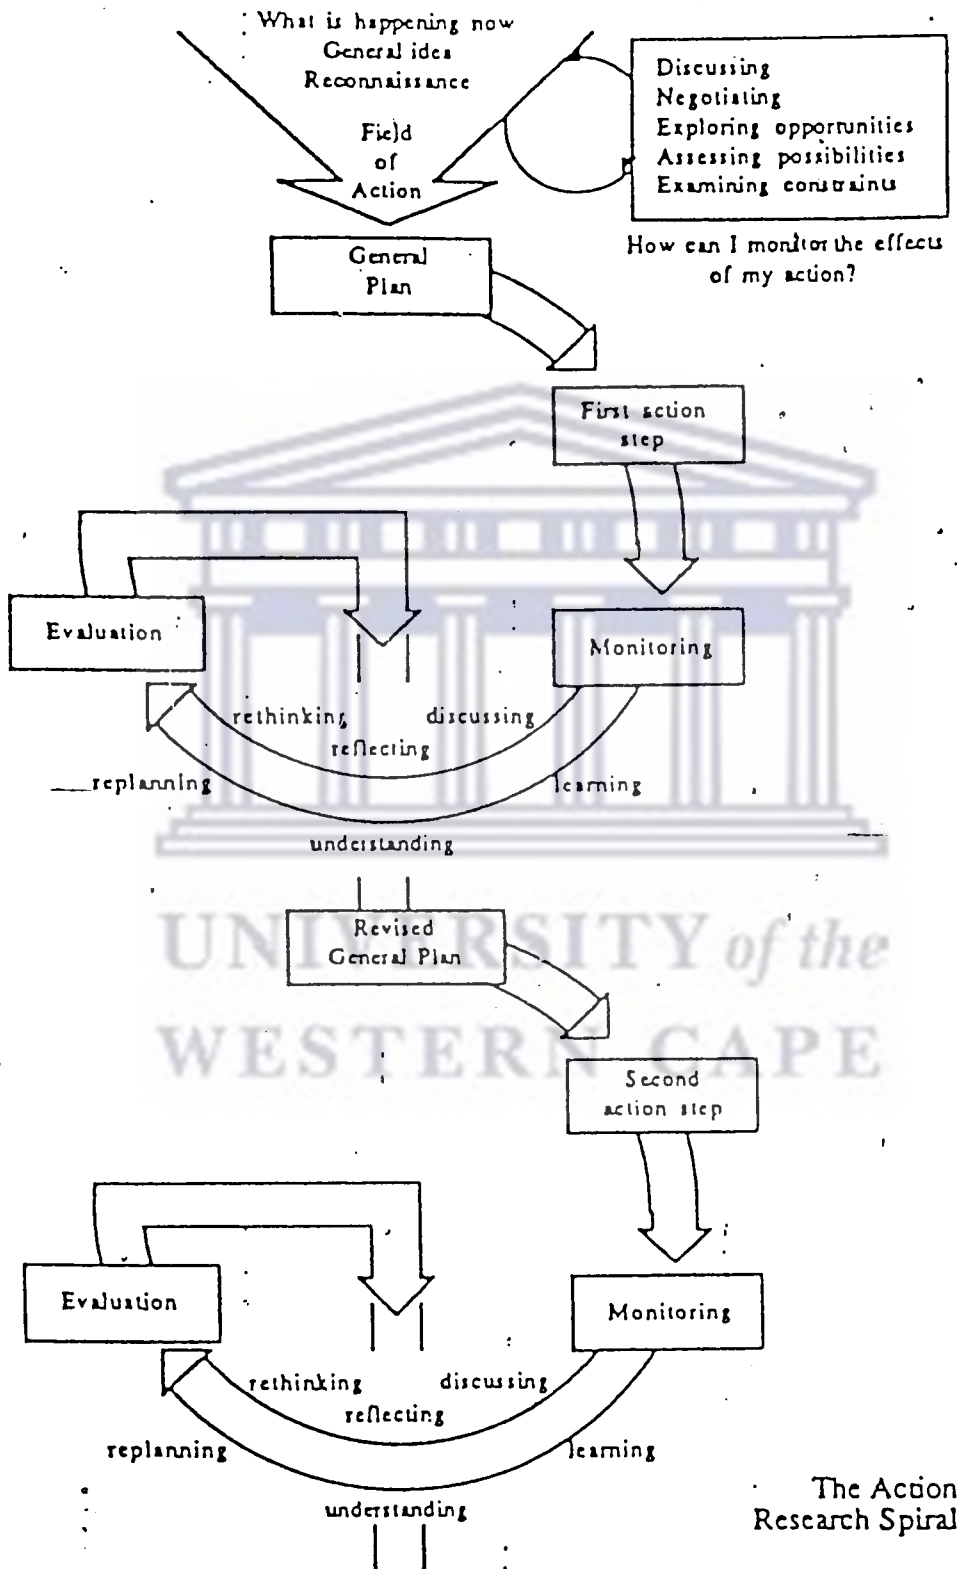 What is happening now
General idea
Reconnaissance
Field
of
Action
Discussing
Negotiating
Exploring opportunities
Assessing possibilities
Examining constraints
How can I monitor the effects
of my action?
General
Plan
First action
step
Evaluation
Monitoring
rethinking
discussing
reflecting
replanning
learning
understanding
UNIVERSITY of the
WESTERN CAPE
Revised
General Plan
Second
action step
Evaluation
Monitoring
rethinking
discussing
reflecting
replanning
learning
understanding
The Action
Research Spiral